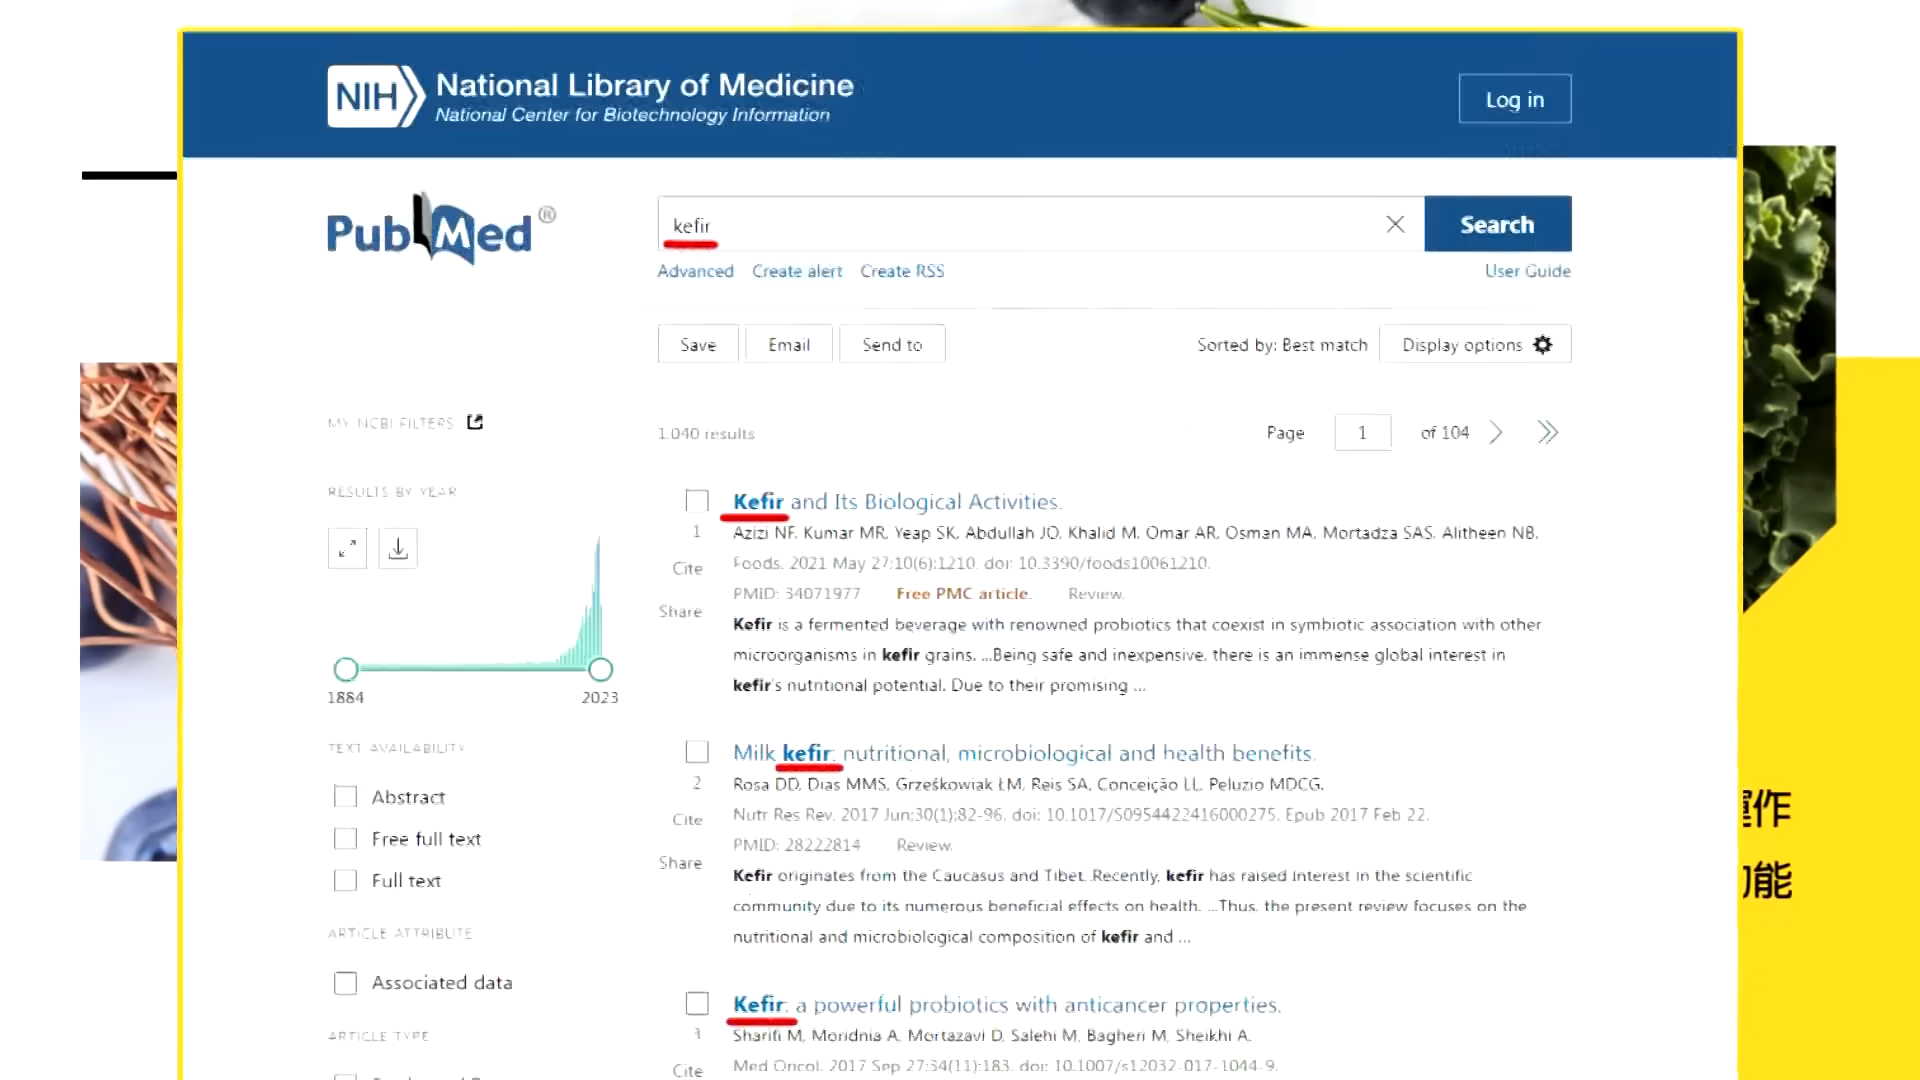 NIH National Library of Medicine
National Center for Biotechnology Information
Log in
PubMed®
kefir
Search
Advanced Create alert Create RSS
User Guide
Save Email Send to
Sorted by: Best match Display options
MY NCBI FILTERS
1,040 results
Page 1 of 104
RESULTS BY YEAR
1884 2023
TEXT AVAILABILITY
Abstract
Free full text
Full text
ARTICLE ATTRIBUTE
Associated data
ARTICLE TYPE
Kefir and Its Biological Activities.
1
Azizi NF, Kumar MR, Yeap SK, Abdullah JO, Khalid M, Omar AR, Osman MA, Mortadza SAS, Alitheen NB.
Cite
Foods. 2021 May 27;10(6):1210. doi: 10.3390/foods10061210.
PMID: 34071977 Free PMC article. Review.
Share
Kefir is a fermented beverage with renowned probiotics that coexist in symbiotic association with other
microorganisms in kefir grains. ...Being safe and inexpensive, there is an immense global interest in
kefir's nutritional potential. Due to their promising ...
Milk kefir: nutritional, microbiological and health benefits.
2
Rosa DD, Dias MMS, Grześkowiak ŁM, Reis SA, Conceição LL, Peluzio MDCG.
Cite
Nutr Res Rev. 2017 Jun;30(1):82-96. doi: 10.1017/S0954422416000275. Epub 2017 Feb 22.
PMID: 28222814 Review.
Share
Kefir originates from the Caucasus and Tibet. Recently, kefir has raised interest in the scientific
community due to its numerous beneficial effects on health. ...Thus, the present review focuses on the
nutritional and microbiological composition of kefir and ...
Kefir: a powerful probiotics with anticancer properties.
3
Sharifi M, Moridnia A, Mortazavi D, Salehi M, Bagheri M, Sheikhi A.
Cite
Med Oncol. 2017 Sep 27;34(11):183. doi: 10.1007/s12032-017-1044-9.
作
能